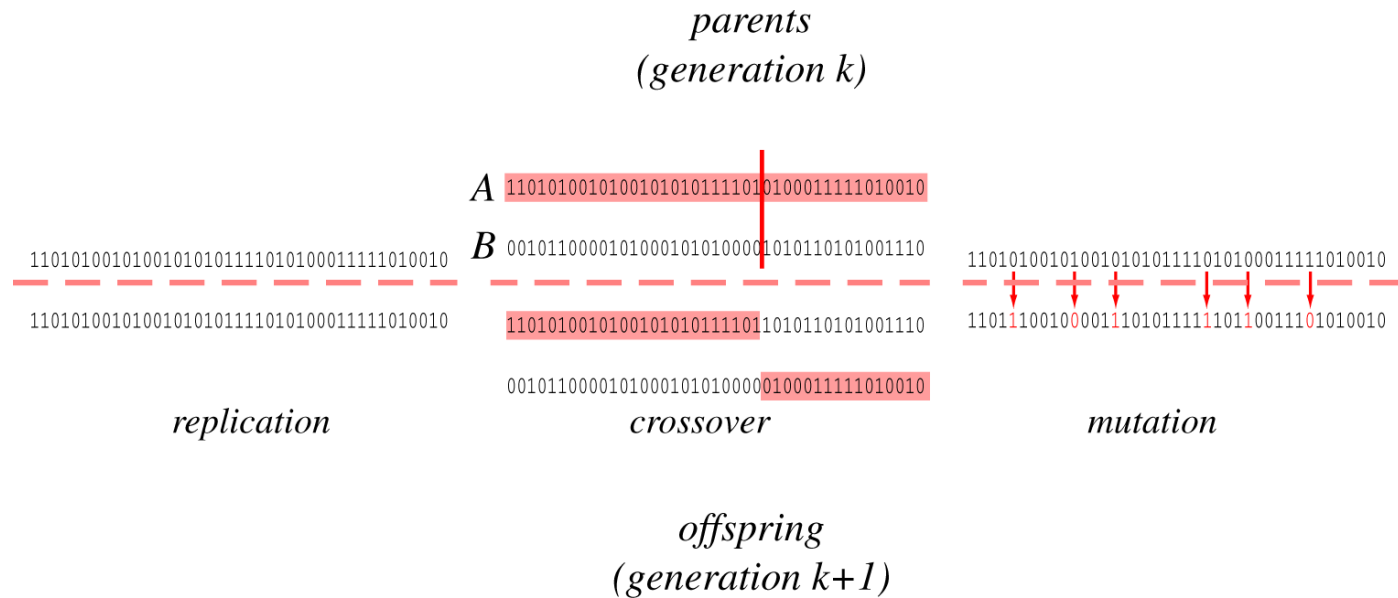 parents
(generation k)
A 11010100101001010101111010100011111010010
B 00101100001010001010100001010110101001110
11010100101001010101111010100011111010010
11010100101001010101111010100011111010010
11010100101001010101111010100011111010010
11010100101001010101111011010110101001110
11011100100001110101111110110011101010010
00101100001010001010100000100011111010010
replication
crossover
mutation
offspring
(generation k+1)